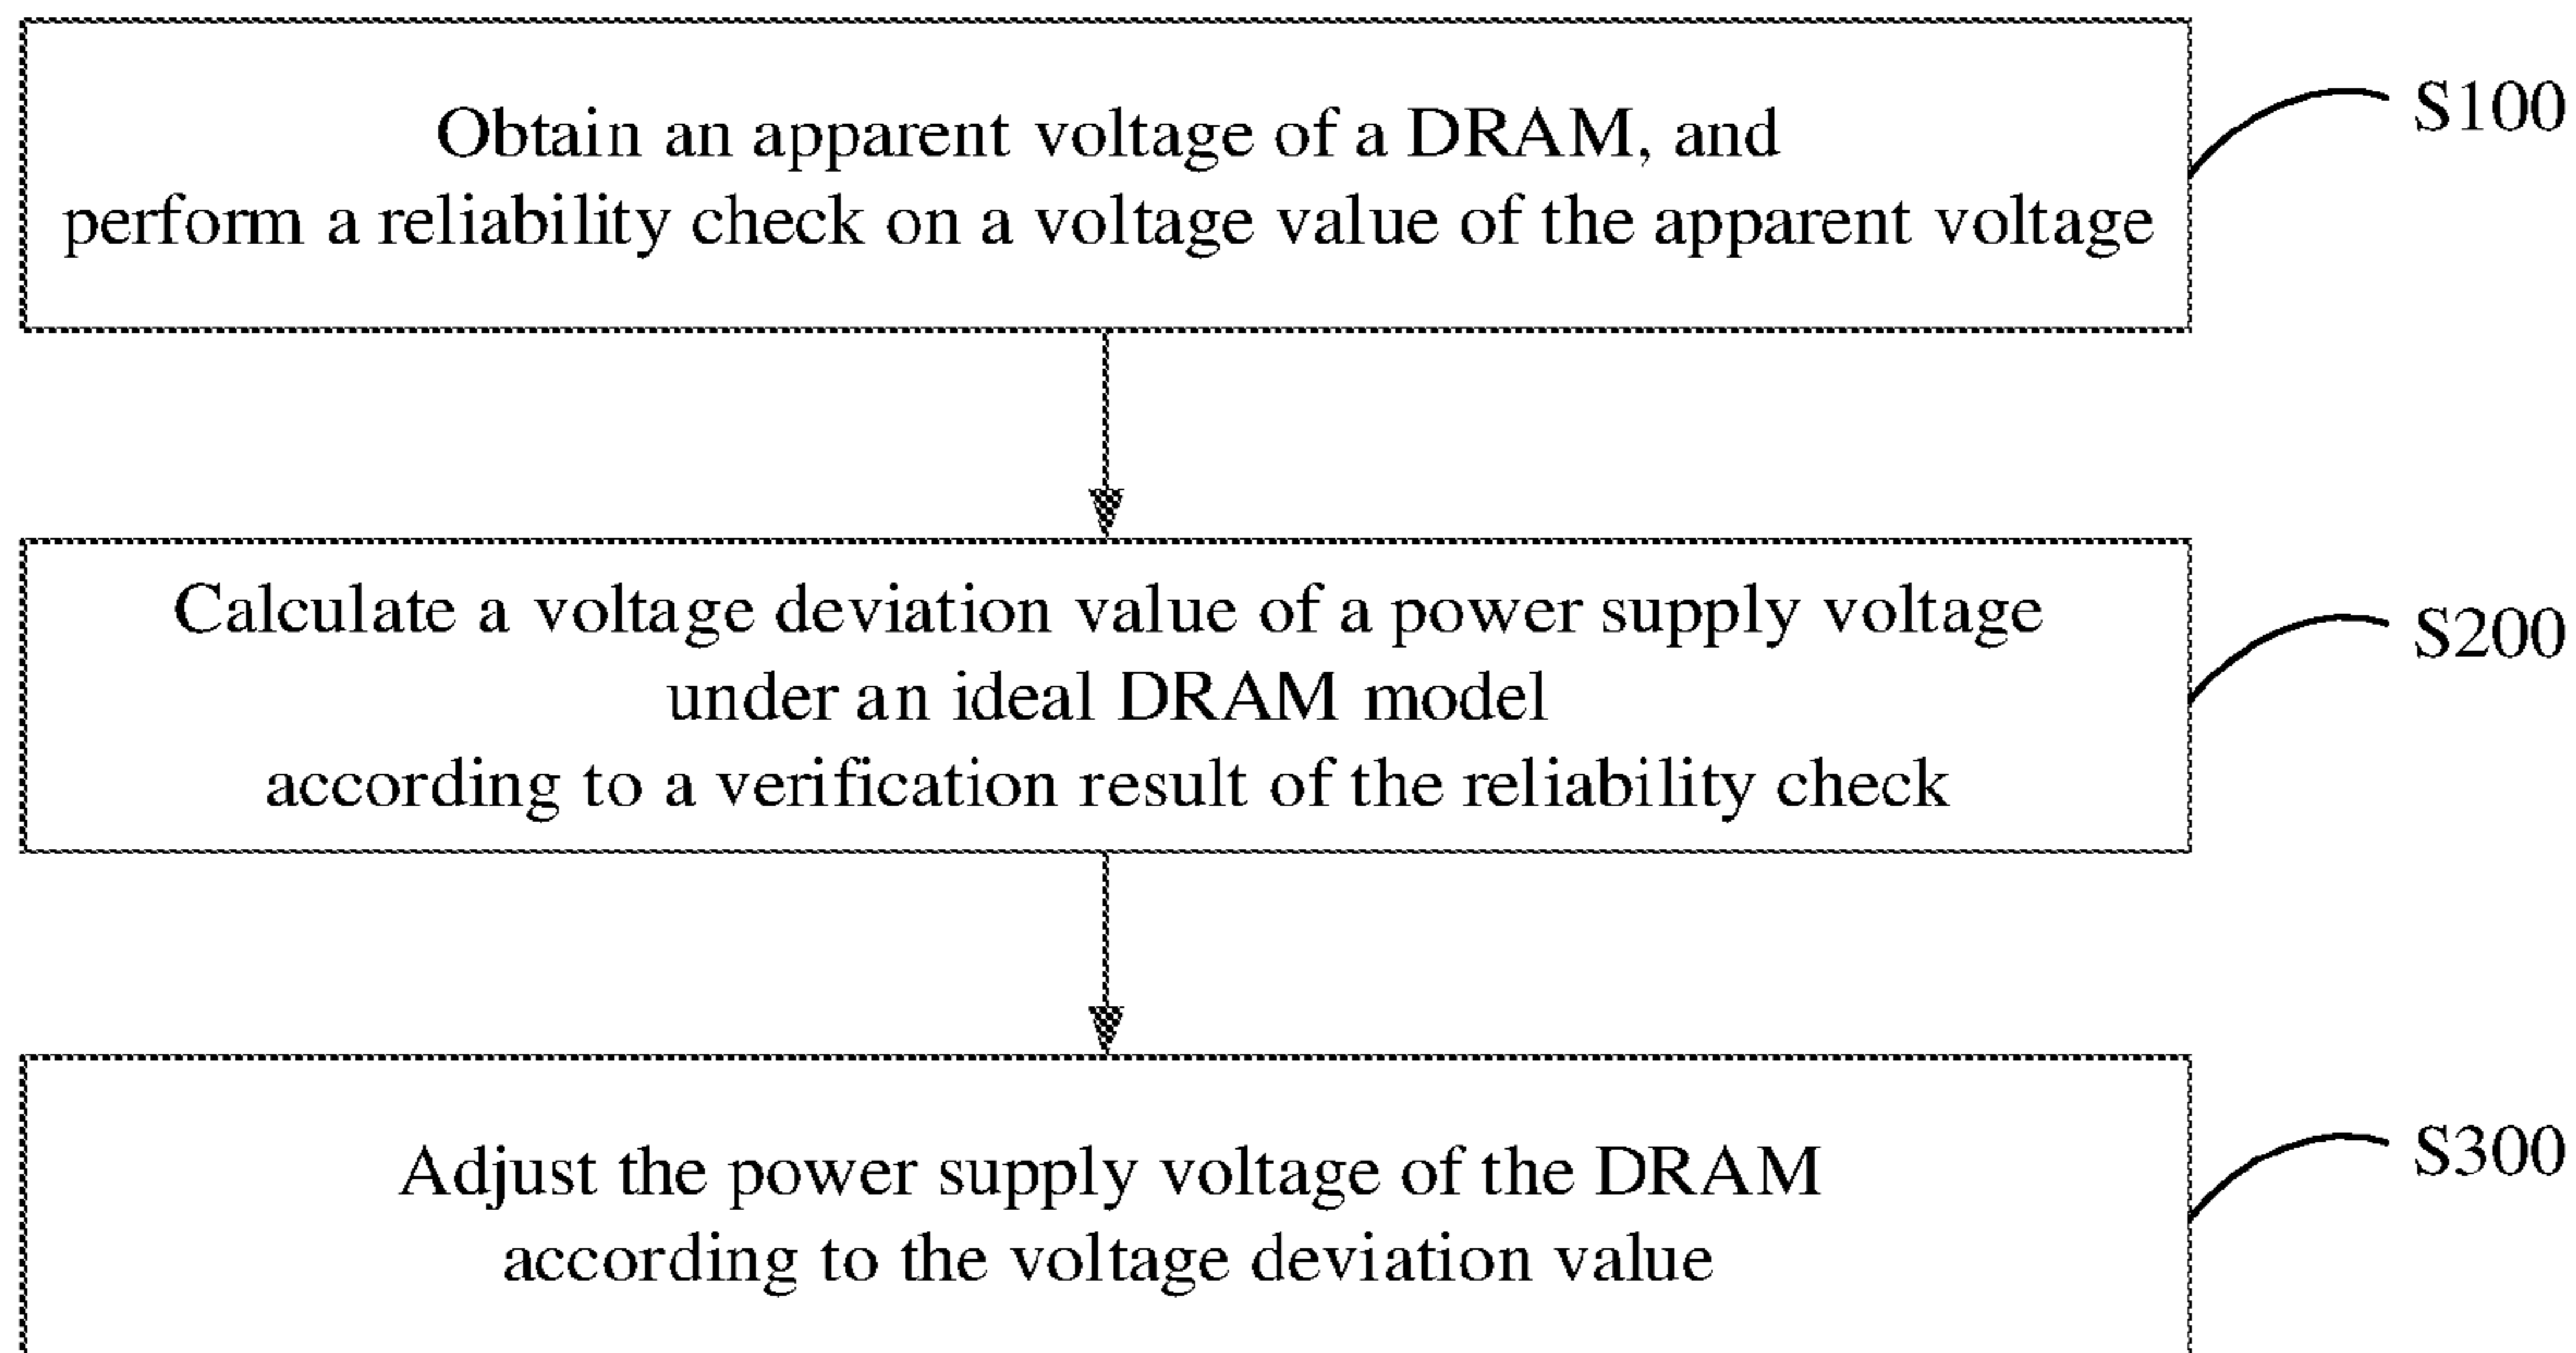 Obtain an apparent voltage of a DRAM, and
perform a reliability check on a voltage value of the apparent voltage
S100
Calculate a voltage deviation value of a power supply voltage
under an ideal DRAM model
according to a verification result of the reliability check
S200
Adjust the power supply voltage of the DRAM
according to the voltage deviation value
S300